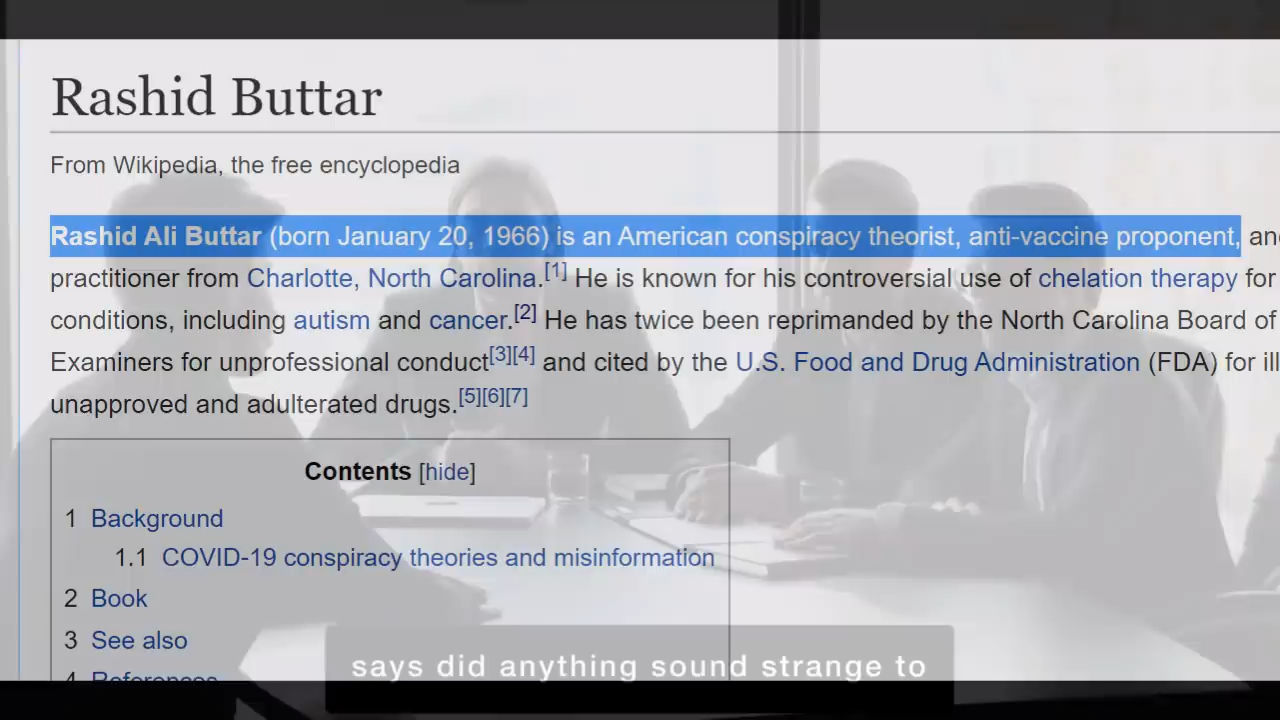 Rashid Buttar
From Wikipedia, the free encyclopedia
Rashid Ali Buttar (born January 20, 1966) is an American conspiracy theorist, anti-vaccine proponent, and
practitioner from Charlotte, North Carolina.[1] He is known for his controversial use of chelation therapy for
conditions, including autism and cancer.[2] He has twice been reprimanded by the North Carolina Board of
Examiners for unprofessional conduct[3][4] and cited by the U.S. Food and Drug Administration (FDA) for ill
unapproved and adulterated drugs.[5][6][7]
Contents [hide]
1 Background
1.1 COVID-19 conspiracy theories and misinformation
2 Book
3 See also
4 References
says did anything sound strange to